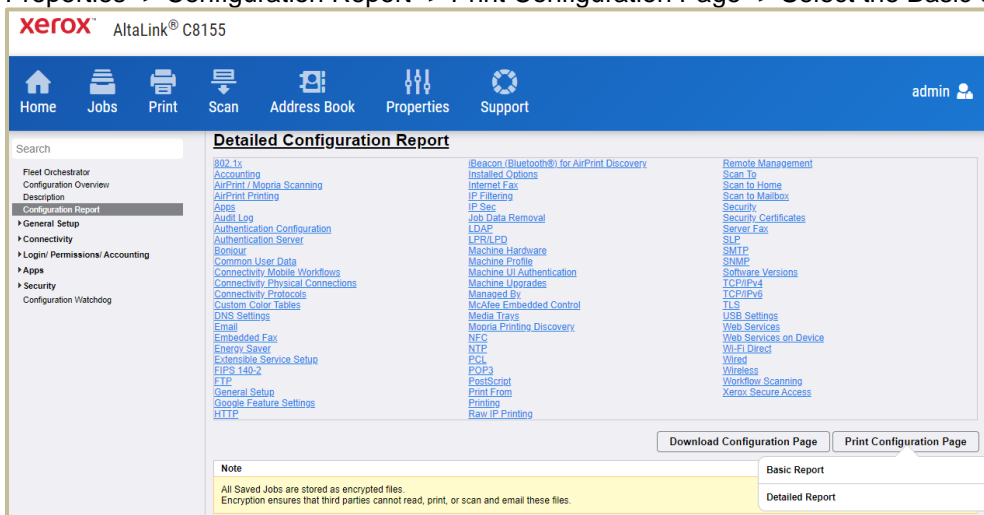 Properties -> Configuration Report -> Print Configuration Page -> Select the Basic
xerox™ AltaLink® C8155
Home Jobs Print Scan Address Book Properties Support admin
Search
Fleet Orchestrator
Configuration Overview
Description
Configuration Report
General Setup
Connectivity
Login/ Permissions/ Accounting
Apps
Security
Configuration Watchdog
Detailed Configuration Report
802.1x
Accounting
AirPrint / Mopria Scanning
AirPrint Printing
Apps
Audit Log
Authentication Configuration
Authentication Server
Bonjour
Common User Data
Connectivity Mobile Workflows
Connectivity Physical Connections
Connectivity Protocols
Custom Color Tables
DNS Settings
Email
Embedded Fax
Energy Saver
Extensible Service Setup
FIPS 140-2
FTP
General Setup
Google Feature Settings
HTTP
iBeacon (Bluetooth®) for AirPrint Discovery
Installed Options
Internet Fax
IP Filtering
IP Sec
Job Data Removal
LDAP
LPR/LPD
Machine Hardware
Machine Profile
Machine UI Authentication
Machine Upgrades
Managed By
McAfee Embedded Control
Media Trays
Mopria Printing Discovery
NFC
NTP
PCL
POP3
PostScript
Print From
Printing
Raw IP Printing
Remote Management
Scan To
Scan to Home
Scan to Mailbox
Security
Security Certificates
Server Fax
SLP
SMTP
SNMP
Software Versions
TCP/IPv4
TCP/IPv6
TLS
USB Settings
Web Services
Web Services on Device
Wi-Fi Direct
Wired
Wireless
Workflow Scanning
Xerox Secure Access
Download Configuration Page Print Configuration Page
Basic Report
Detailed Report
Note
All Saved Jobs are stored as encrypted files.
Encryption ensures that third parties cannot read, print, or scan and email these files.